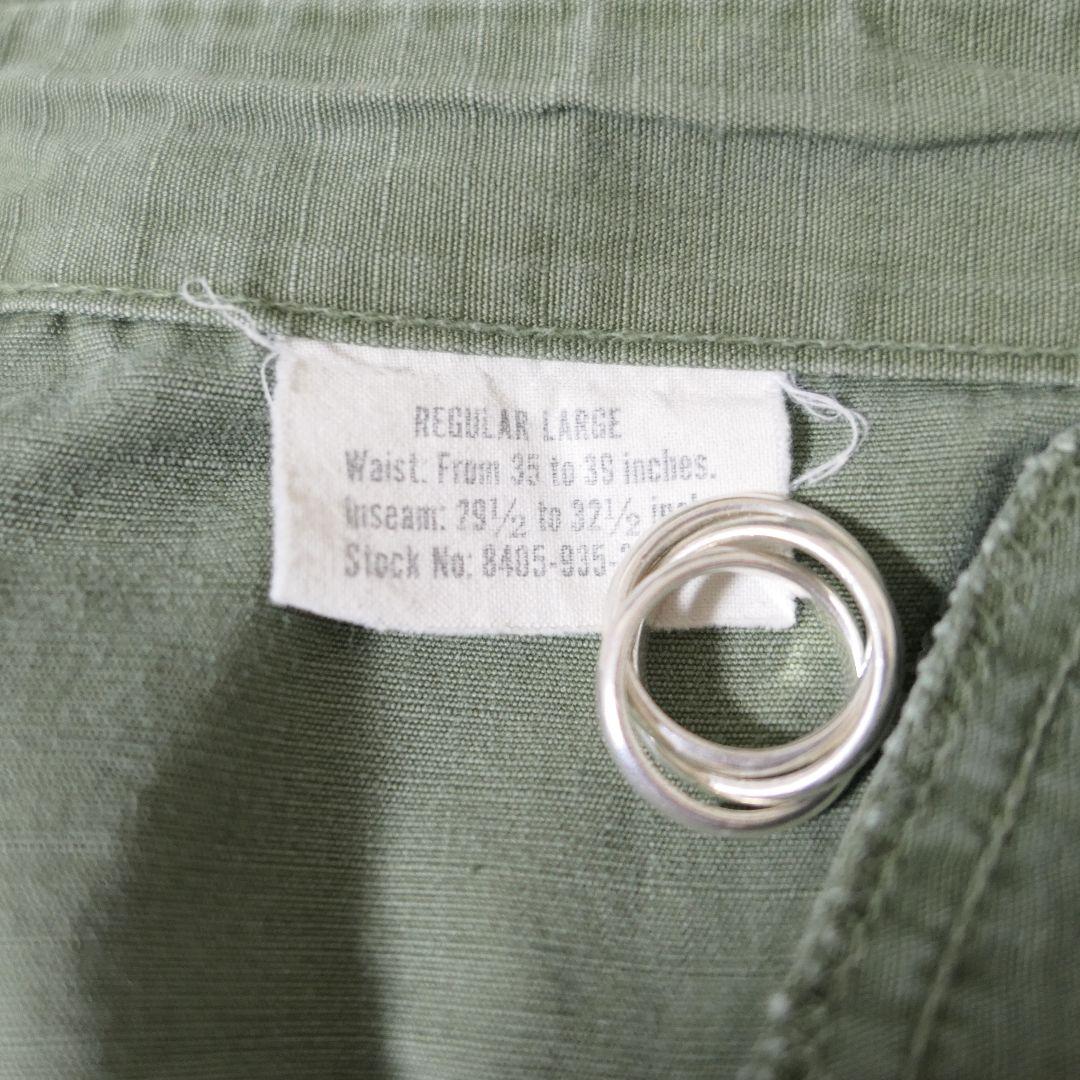 REGULAR LARGE
Waist: From 35 to 39 inches.
Inseam: 29½ to 32½
Stock No: 8405-935-